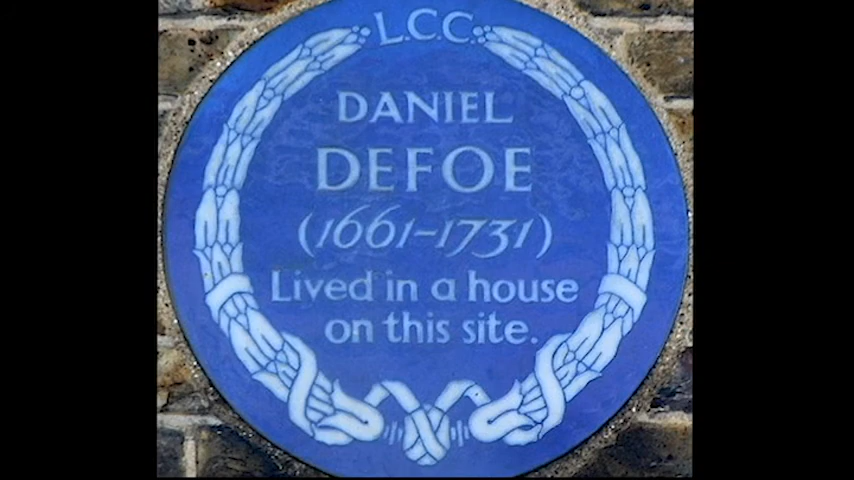 L.C.C.
DANIEL
DEFOE
(1661-1731)
Lived in a house
on this site.